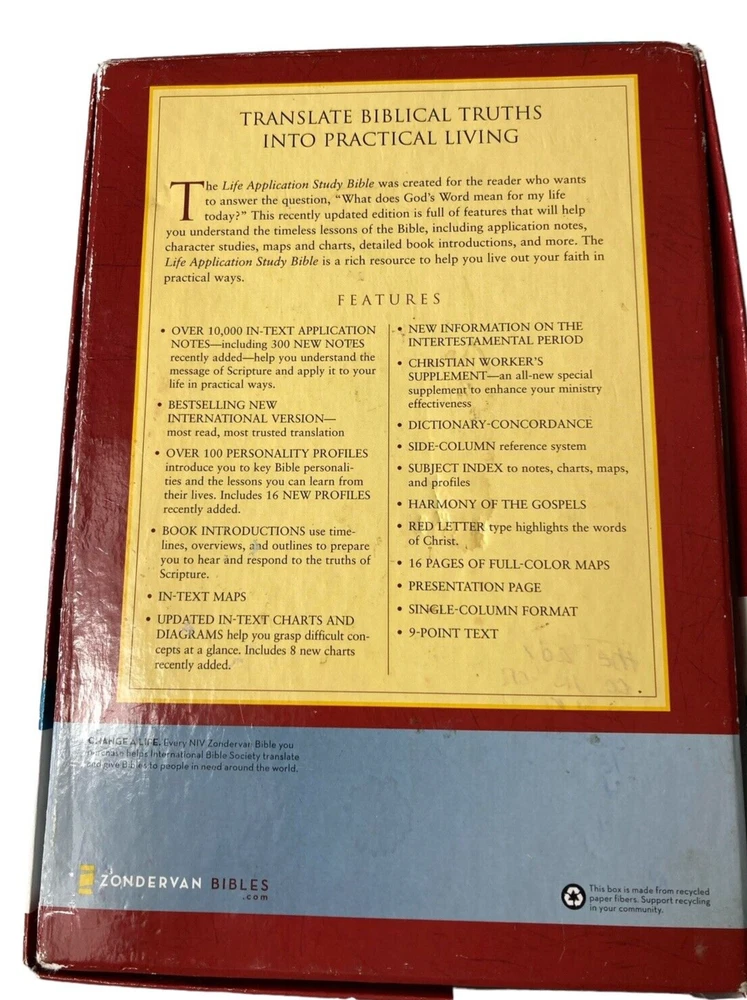 TRANSLATE BIBLICAL TRUTHS
INTO PRACTICAL LIVING
The Life Application Study Bible was created for the reader who wants
to answer the question, “What does God’s Word mean for my life
today?” This recently updated edition is full of features that will help
you understand the timeless lessons of the Bible, including application notes,
character studies, maps and charts, detailed book introductions, and more. The
Life Application Study Bible is a rich resource to help you live out your faith in
practical ways.
FEATURES
• OVER 10,000 IN-TEXT APPLICATION
NOTES—including 300 NEW NOTES
recently added—help you understand the
message of Scripture and apply it to your
life in practical ways.
• BESTSELLING NEW
INTERNATIONAL VERSION—
most read, most trusted translation
• OVER 100 PERSONALITY PROFILES
introduce you to key Bible personali-
ties and the lessons you can learn from
their lives. Includes 16 NEW PROFILES
recently added.
• BOOK INTRODUCTIONS use time-
lines, overviews, and outlines to prepare
you to hear and respond to the truths of
Scripture.
• IN-TEXT MAPS
• UPDATED IN-TEXT CHARTS AND
DIAGRAMS help you grasp difficult con-
cepts at a glance. Includes 8 new charts
recently added.
• NEW INFORMATION ON THE
INTERTESTAMENTAL PERIOD
• CHRISTIAN WORKER’S
SUPPLEMENT—an all-new special
supplement to enhance your ministry
effectiveness
• DICTIONARY-CONCORDANCE
• SIDE-COLUMN reference system
• SUBJECT INDEX to notes, charts, maps,
and profiles
• HARMONY OF THE GOSPELS
• RED LETTER type highlights the words
of Christ.
• 16 PAGES OF FULL-COLOR MAPS
• PRESENTATION PAGE
• SINGLE-COLUMN FORMAT
• 9-POINT TEXT
CHANGE A LIFE. Every NIV Zondervan Bible you
purchase helps International Bible Society translate
and give Bibles to people in need around the world.
ZONDERVAN BIBLES
.com
This box is made from recycled
paper fibers. Support recycling
in your community.